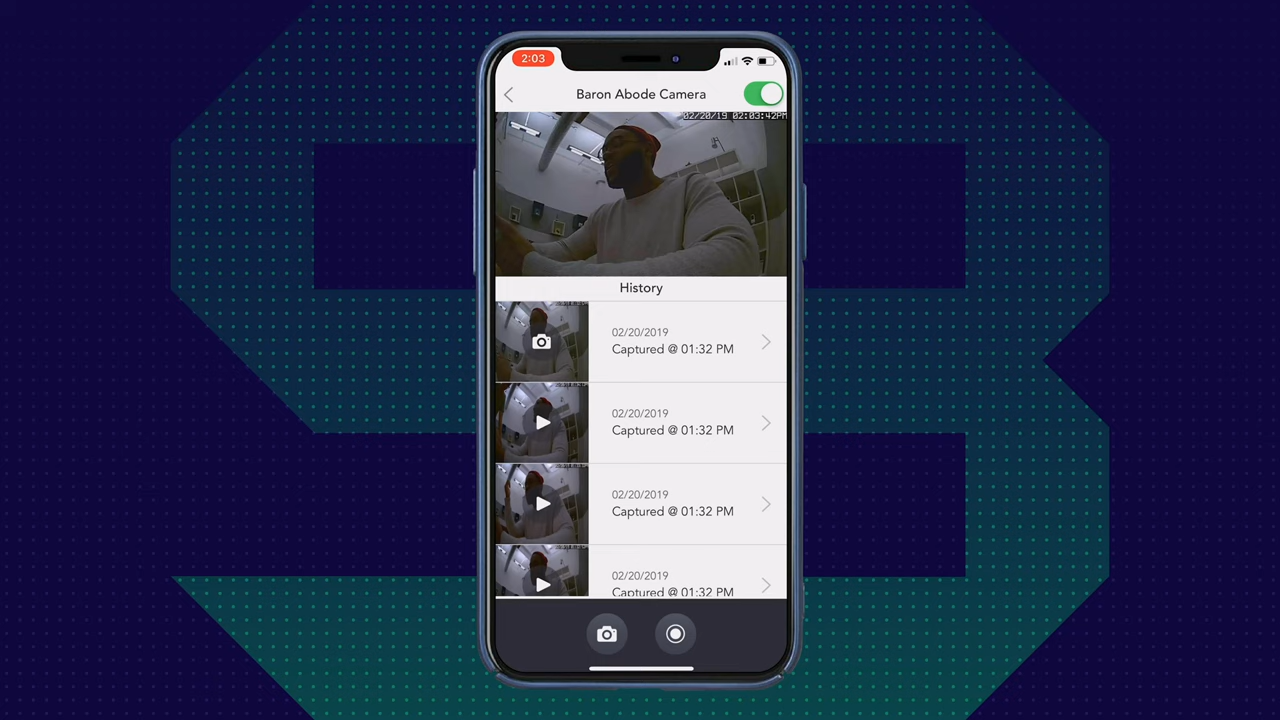 2:03
Baron Abode Camera
02/20/19 02:03:42PM
History
02/20/2019
Captured @ 01:32 PM
02/20/2019
Captured @ 01:32 PM
02/20/2019
Captured @ 01:32 PM
02/20/2019
Captured @ 01:32 PM